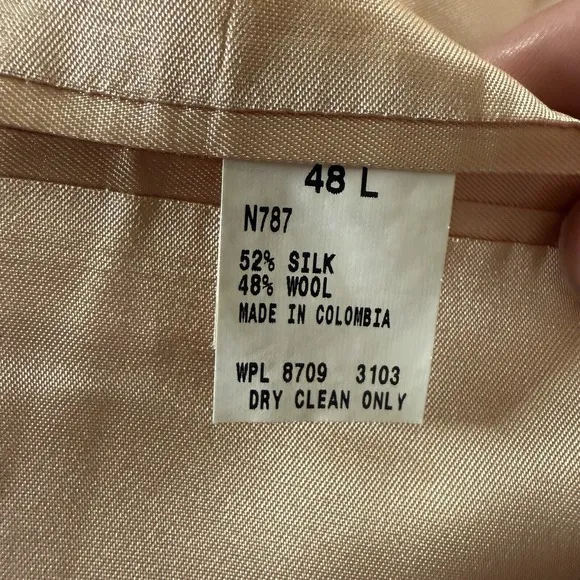 48 L
N787
52% SILK
48% WOOL
MADE IN COLOMBIA
WPL 8709 3103
DRY CLEAN ONLY